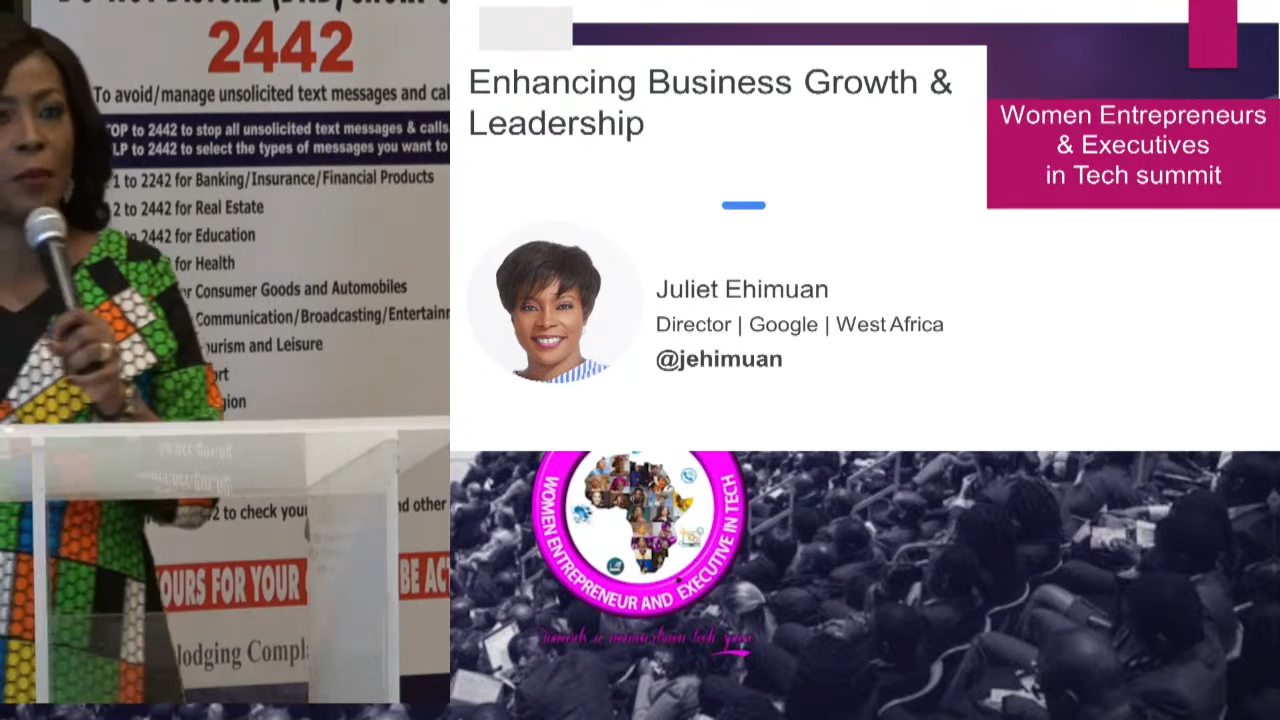 2442
To avoid/manage unsolicited text messages and cal
OP to 2442 to stop all unsolicited text messages & calls
LP to 2442 to select the types of messages you want to
1 to 2242 for Banking/Insurance/Financial Products
2 to 2442 for Real Estate
2442 for Education
for Health
Consumer Goods and Automobiles
Communication/Broadcasting/Entertainm
ourism and Leisure
ort
gion
2 to check your
nd other
OURS FOR YOUR
BE AC
lodging Compl
Enhancing Business Growth &
Leadership
Women Entrepreneurs
& Executives
in Tech summit
Juliet Ehimuan
Director | Google | West Africa
@jehimuan
WOMEN ENTREPRENEUR AND EXECUTIVE IN TECH